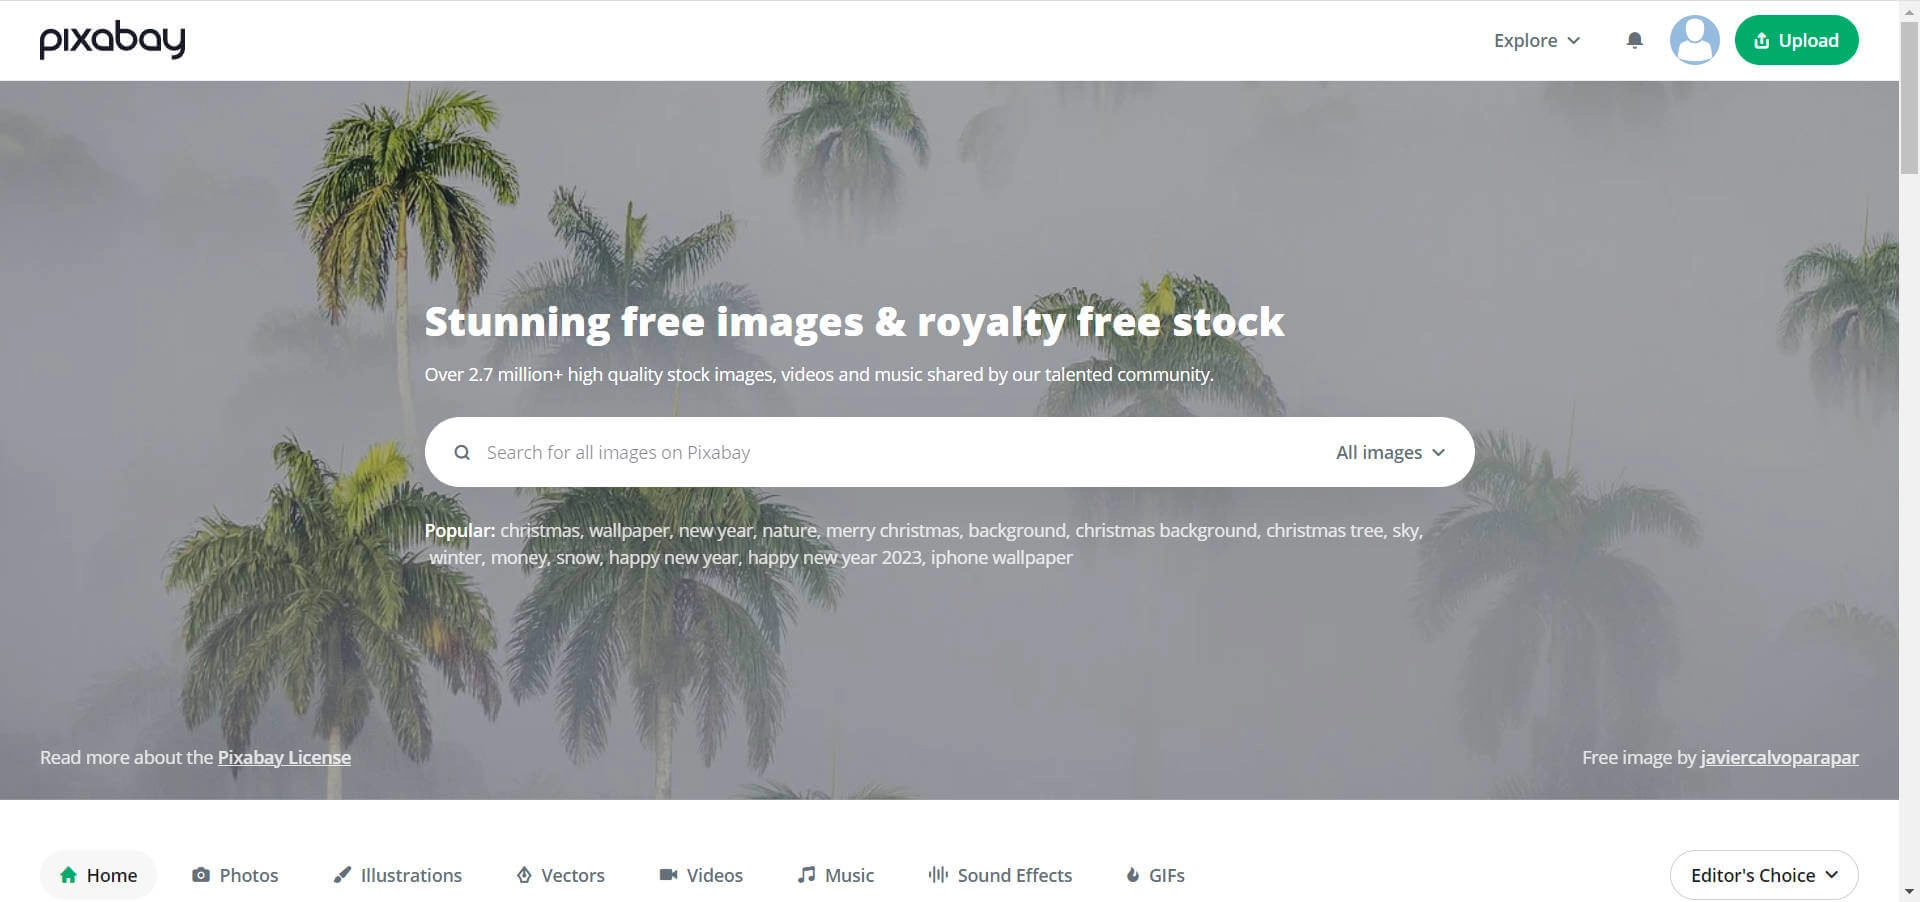 pixabay
Explore
Upload
Stunning free images & royalty free stock
Over 2.7 million+ high quality stock images, videos and music shared by our talented community.
Search for all images on Pixabay
All images
Popular: christmas, wallpaper, new year, nature, merry christmas, background, christmas background, christmas tree, sky,
winter, money, snow, happy new year, happy new year 2023, iphone wallpaper
Read more about the Pixabay License
Free image by javiercalvoparapar
Home
Photos
Illustrations
Vectors
Videos
Music
Sound Effects
GIFs
Editor's Choice